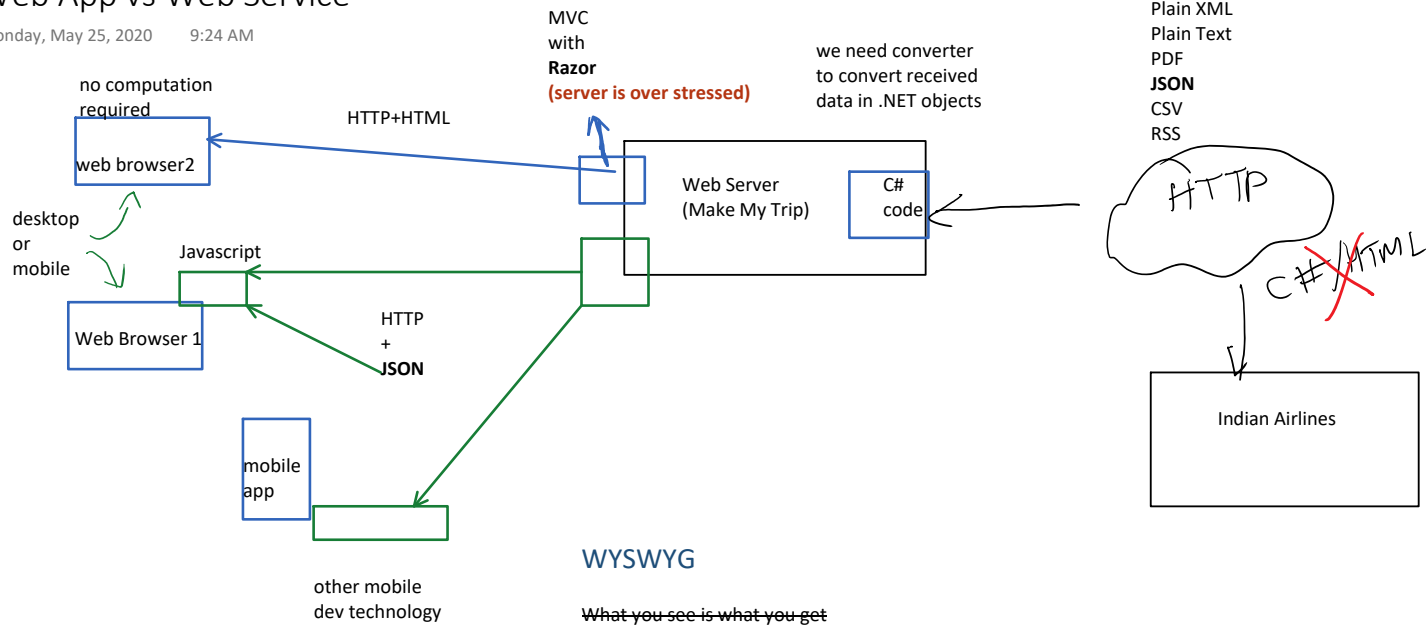 Web App vs Web Service
onday, May 25, 2020 9:24 AM
no computation
required
web browser2
HTTP+HTML
MVC
with
Razor
(server is over stressed)
we need converter
to convert received
data in .NET objects
Plain XML
Plain Text
PDF
JSON
CSV
RSS
Web Server
(Make My Trip)
C#
code
HTTP
C#/HTML
desktop
or
mobile
Javascript
Web Browser 1
HTTP
+
JSON
Indian Airlines
mobile
app
other mobile
dev technology
WYSWYG
What you see is what you get